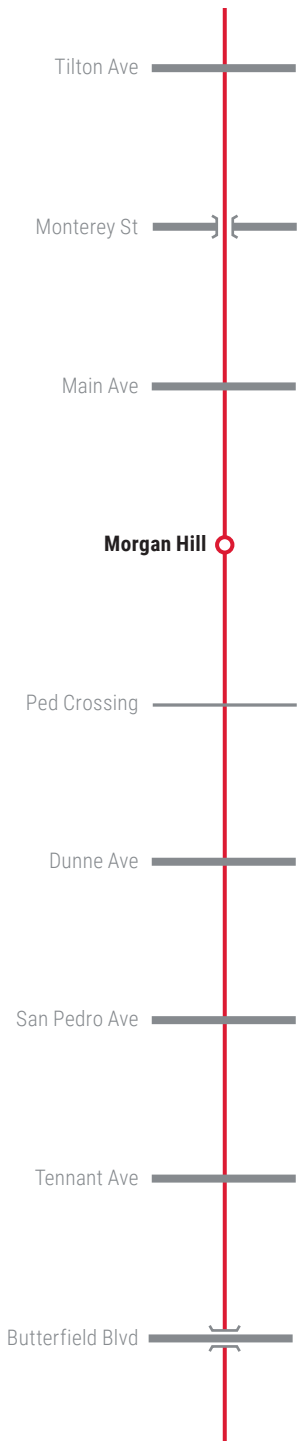 Tilton Ave
Monterey St
Main Ave
Morgan Hill
Ped Crossing
Dunne Ave
San Pedro Ave
Tennant Ave
Butterfield Blvd